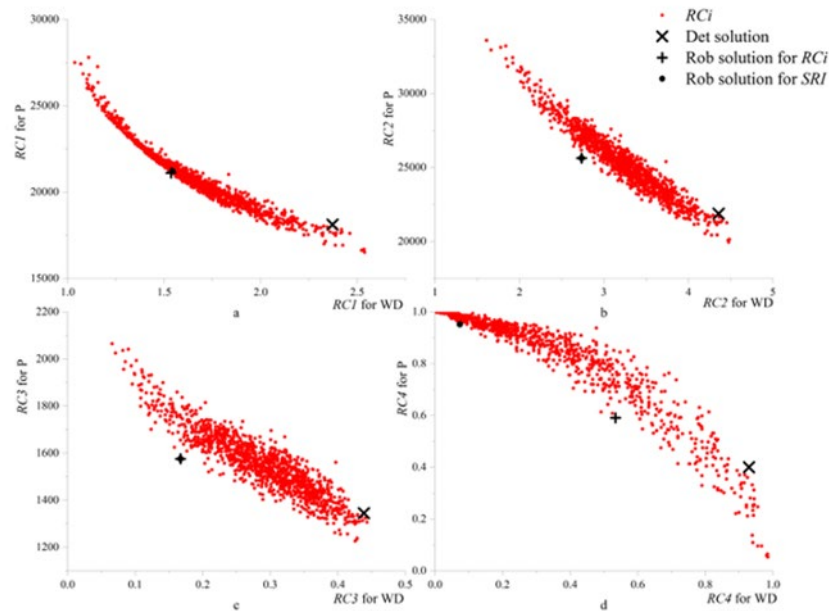 30000
25000
20000
15000
RC1 for P
1.0
1.5
2.0
2.5
RC1 for WD
a
35000
30000
25000
20000
RC2 for P
1
2
3
4
5
RC2 for WD
b
RCi
Det solution
Rob solution for RCi
Rob solution for SRI
2200
2000
1800
1600
1400
1200
RC3 for P
0.0
0.1
0.2
0.3
0.4
0.5
RC3 for WD
c
1.0
0.8
0.6
0.4
0.2
0.0
RC4 for P
0.0
0.2
0.4
0.6
0.8
1.0
RC4 for WD
d